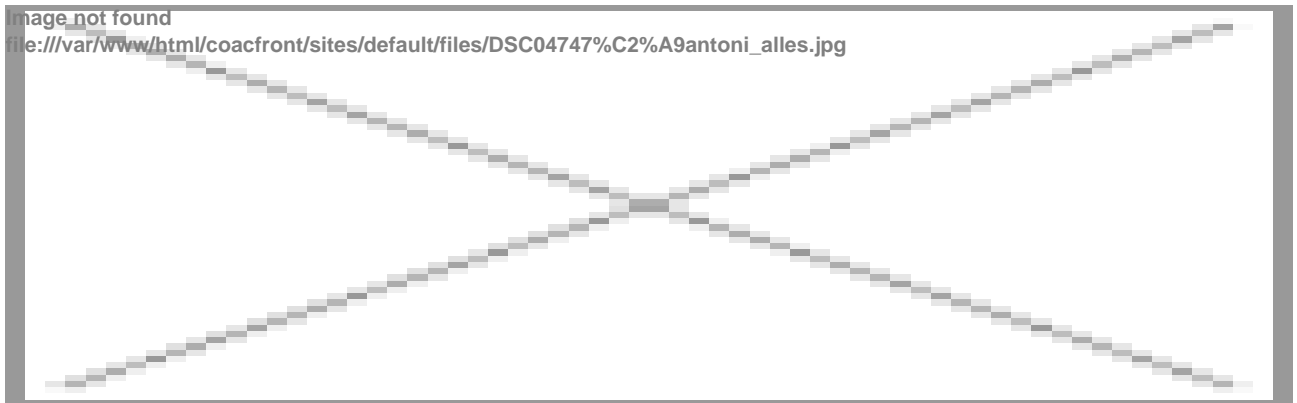 Image not found
file:///var/www/html/coacfront/sites/default/files/DSC04747%C2%A9antoni_alles.jpg